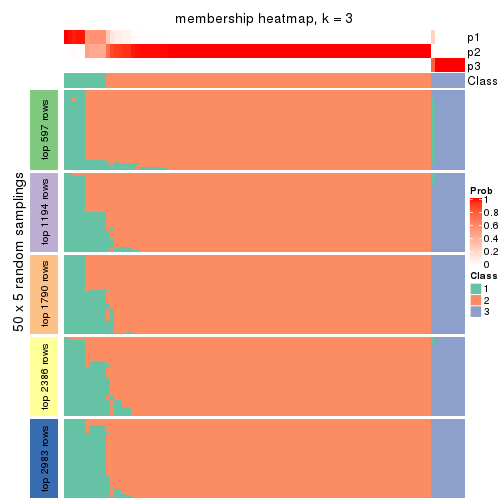 membership heatmap, k = 3
p1
p2
p3
Class
50 x 5 random samplings
top 597 rows
top 1194 rows
top 1790 rows
top 2386 rows
top 2983 rows
Prob
1
0.8
0.6
0.4
0.2
0
Class
1
2
3